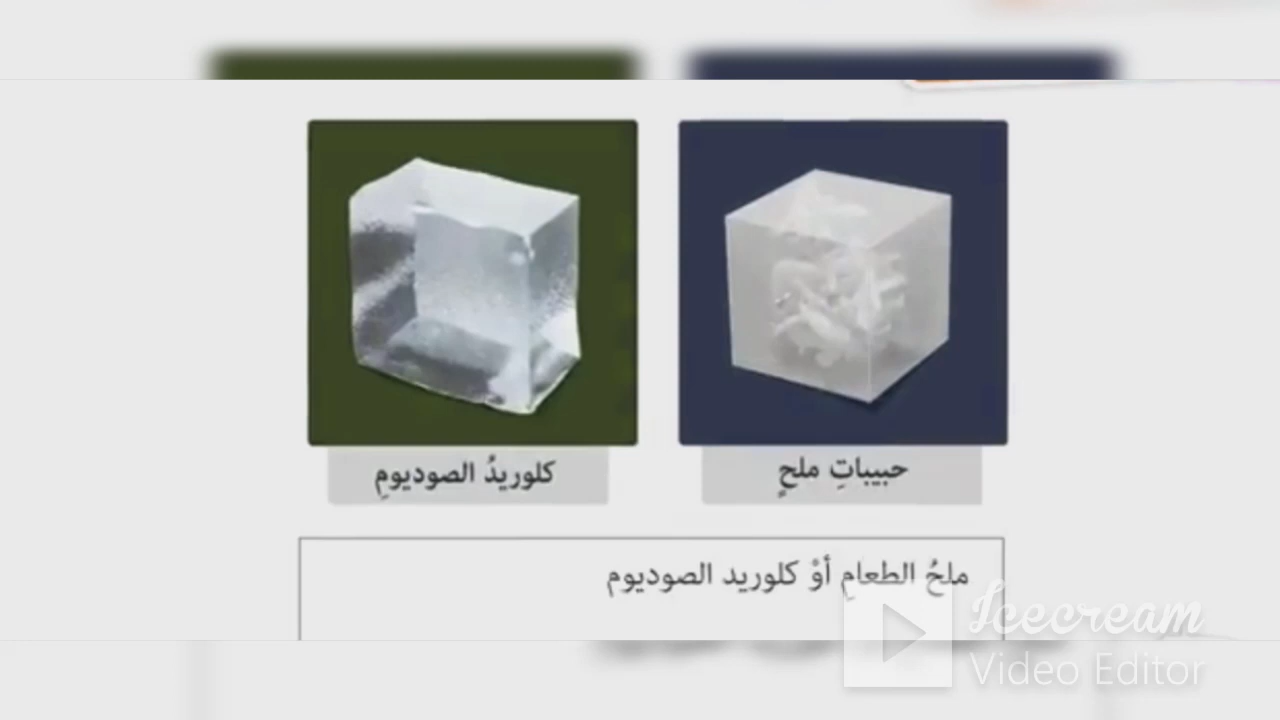 حبيباتِ ملحٍ
كلوريدُ الصوديومِ
ملحُ الطعامِ أوْ كلوريد الصوديوم
Icecream
Video Editor